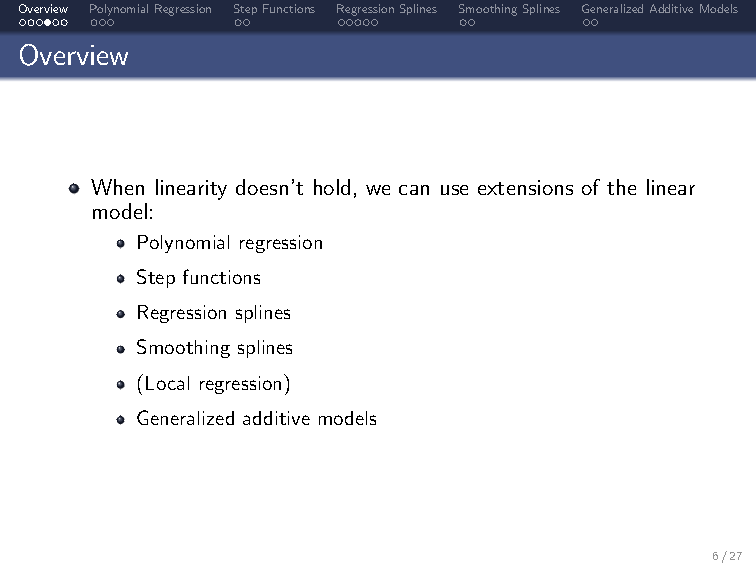 Overview Polynomial Regression Step Functions Regression Splines Smoothing Splines Generalized Additive Models
Overview
When linearity doesn't hold, we can use extensions of the linear
model:
Polynomial regression
Step functions
Regression splines
Smoothing splines
(Local regression)
Generalized additive models
6 / 27